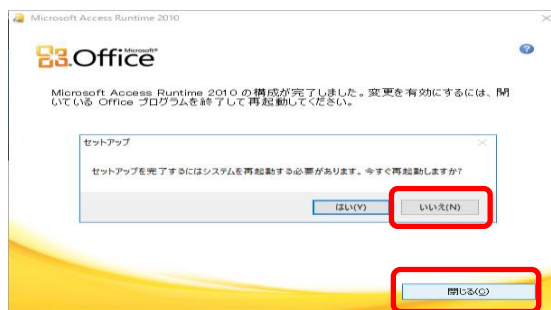 Microsoft Access Runtime 2010
Microsoft®
Office
Microsoft Access Runtime 2010 の構成が完了しました。変更を有効にするには、開
いている Office プログラムを終了して再起動してください。
セットアップ
セットアップを完了するにはシステムを再起動する必要があります。今すぐ再起動しますか?
はい(Y)
いいえ(N)
閉じる(C)